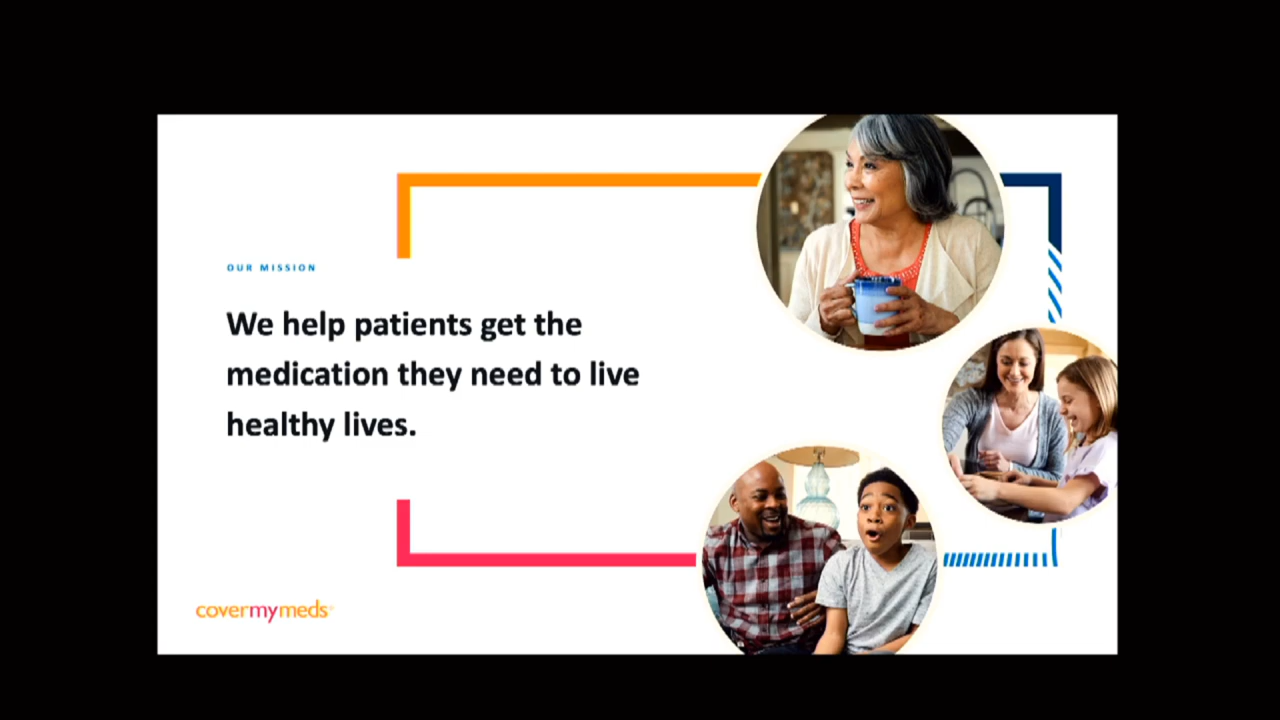 OUR MISSION
We help patients get the
medication they need to live
healthy lives.
covermymeds